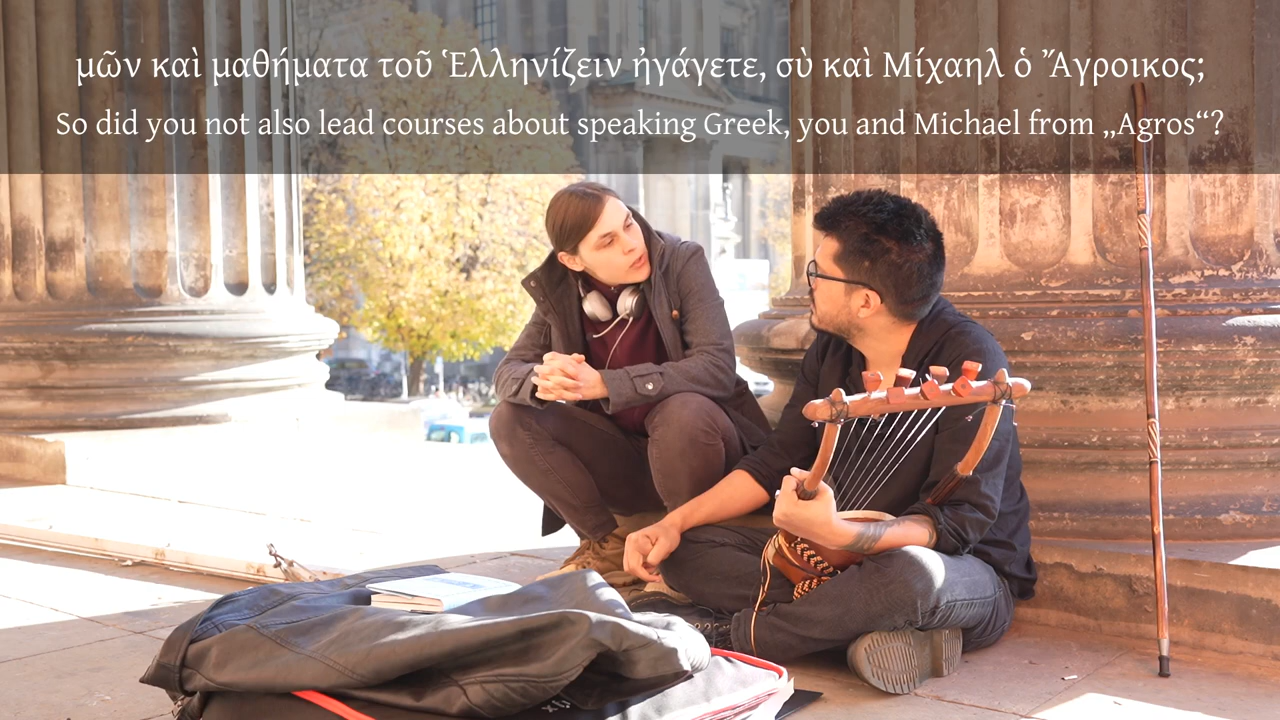 μῶν καὶ μαθήματα τοῦ Ἑλληνίζειν ἠγάγετε, σὺ καὶ Μίχαηλ ὁ Ἄγροικος;
So did you not also lead courses about speaking Greek, you and Michael from „Agros“?